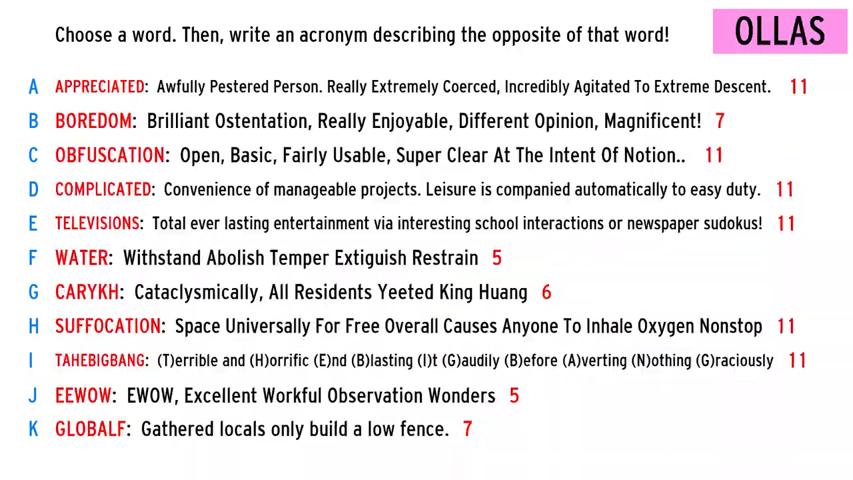 Choose a word. Then, write an acronym describing the opposite of that word!
OLLAS
A APPRECIATED: Awfully Pestered Person. Really Extremely Coerced, Incredibly Agitated To Extreme Descent. 11
B BOREDOM: Brilliant Ostentation, Really Enjoyable, Different Opinion, Magnificent! 7
C OBFUSCATION: Open, Basic, Fairly Usable, Super Clear At The Intent Of Notion.. 11
D COMPLICATED: Convenience of manageable projects. Leisure is companied automatically to easy duty. 11
E TELEVISIONS: Total ever lasting entertainment via interesting school interactions or newspaper sudokus! 11
F WATER: Withstand Abolish Temper Extiguish Restrain 5
G CARYKH: Cataclysmically, All Residents Yeeted King Huang 6
H SUFFOCATION: Space Universally For Free Overall Causes Anyone To Inhale Oxygen Nonstop 11
I TAHEBIGBANG: (T)errible and (H)orrific (E)nd (B)lasting (I)t (G)audily (B)efore (A)verting (N)othing (G)raciously 11
J EEWOW: EWOW, Excellent Workful Observation Wonders 5
K GLOBALF: Gathered locals only build a low fence. 7